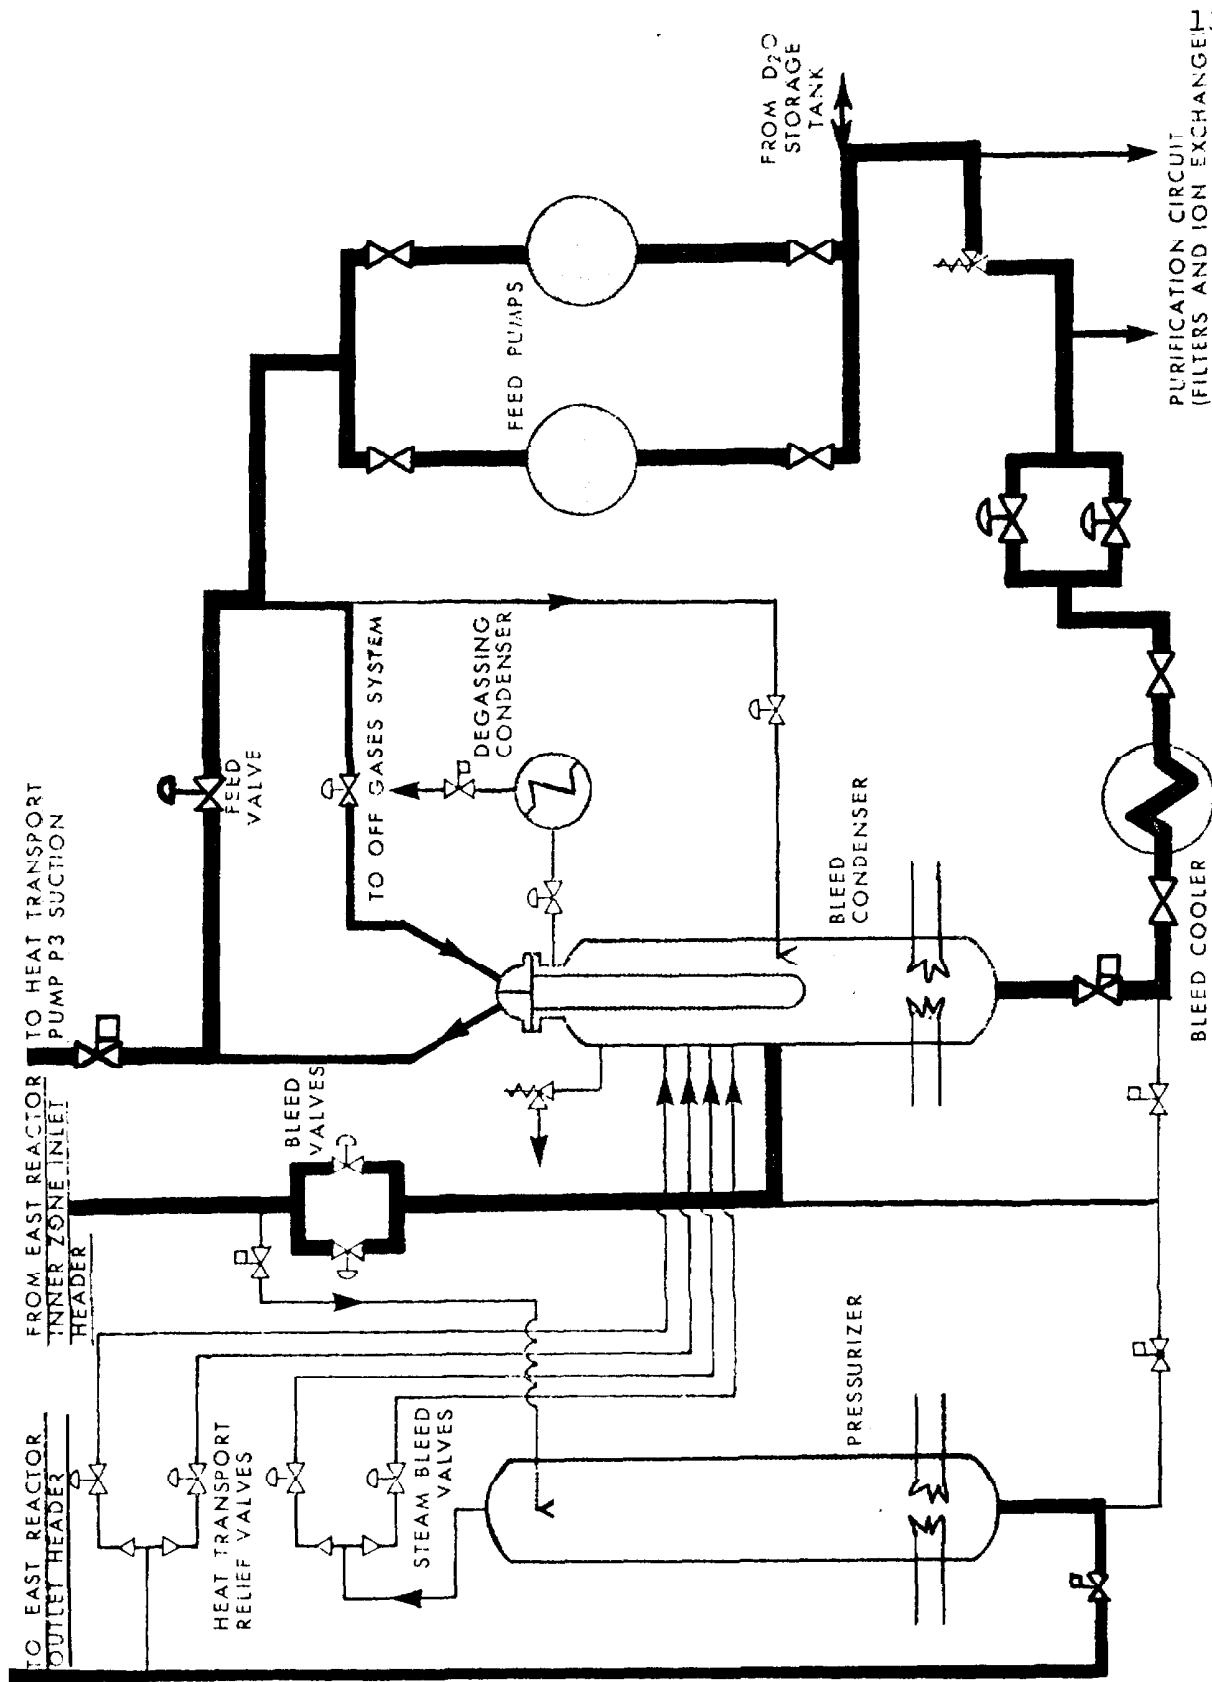 TO EAST REACTOR
OUTLET HEADER
FROM EAST REACTOR
INNER ZONE INLET
HEADER
TO HEAT TRANSPORT
PUMP P3 SUCTION
HEAT TRANSPORT
RELIEF VALVES
STEAM BLEED
VALVES
BLEED
VALVES
FEED
VALVE
TO OFF GASES SYSTEM
DEGASSING
CONDENSER
FEED PUMPS
FROM D₂O
STORAGE
TANK
PRESSURIZER
BLEED
CONDENSER
BLEED COOLER
PURIFICATION CIRCUIT
(FILTERS AND ION EXCHANGE